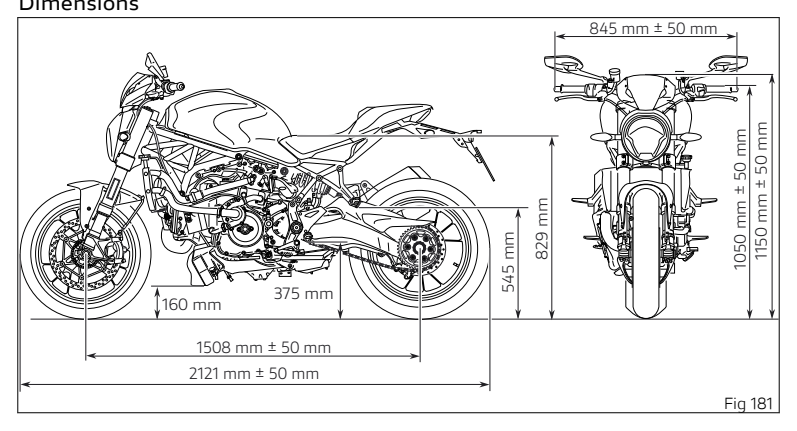 Dimensions
845 mm ± 50 mm
1050 mm ± 50 mm
1150 mm ± 50 mm
829 mm
545 mm
375 mm
160 mm
1508 mm ± 50 mm
2121 mm ± 50 mm
Fig 181